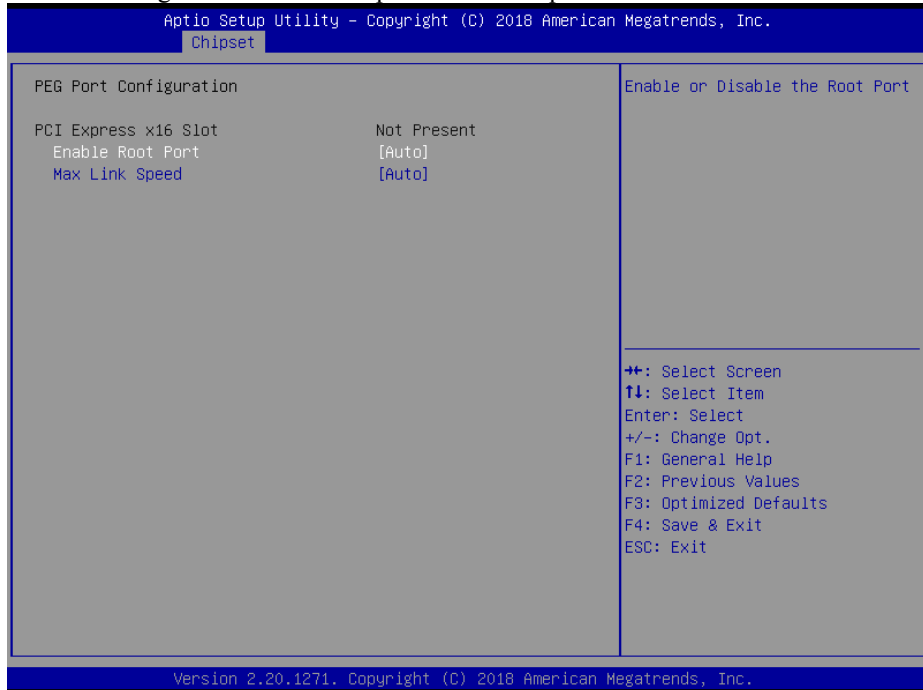 Aptio Setup Utility – Copyright (C) 2018 American Megatrends, Inc.
Chipset
PEG Port Configuration
PCI Express x16 Slot Not Present
Enable Root Port [Auto]
Max Link Speed [Auto]
Enable or Disable the Root Port
→←: Select Screen
↑↓: Select Item
Enter: Select
+/-: Change Opt.
F1: General Help
F2: Previous Values
F3: Optimized Defaults
F4: Save & Exit
ESC: Exit
Version 2.20.1271. Copyright (C) 2018 American Megatrends, Inc.